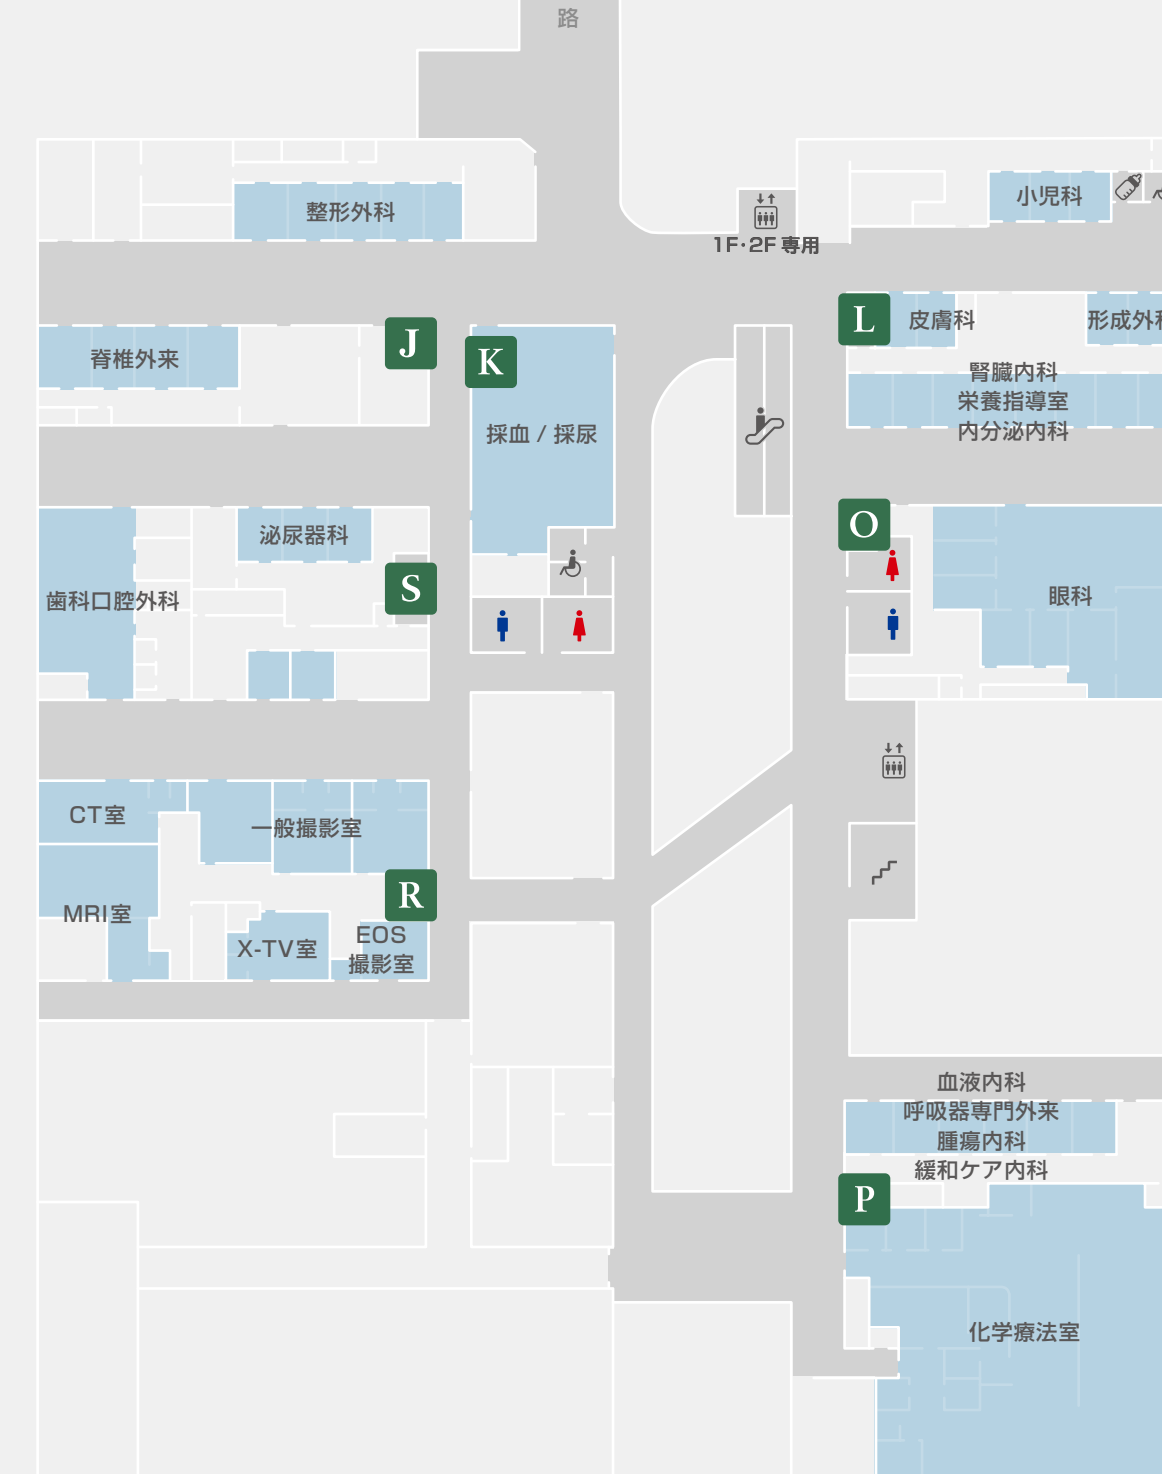 路
整形外科
1F･2F 専用
小児科
J
K
L
皮膚科
形成外科
脊椎外来
腎臓内科
栄養指導室
内分泌内科
採血 / 採尿
O
泌尿器科
S
歯科口腔外科
眼科
CT室
一般撮影室
R
MRI室
X-TV室
EOS
撮影室
血液内科
呼吸器専門外来
腫瘍内科
緩和ケア内科
P
化学療法室